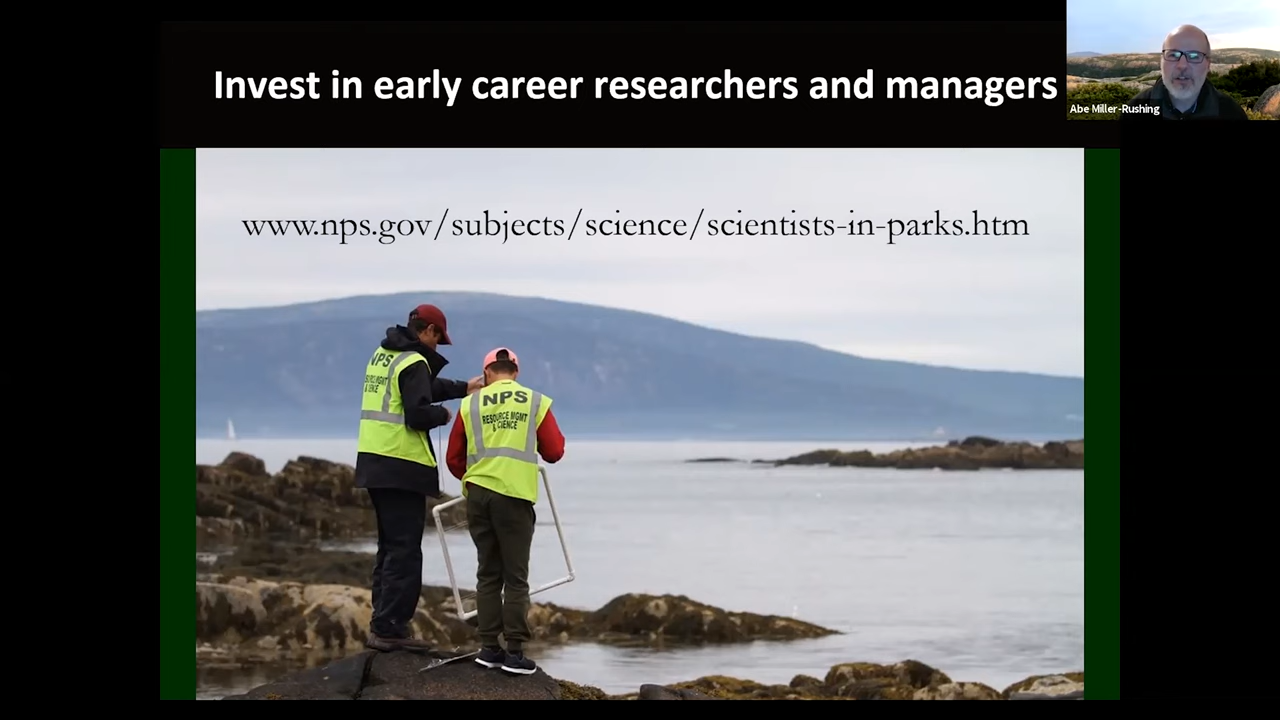 Invest in early career researchers and managers
Abe Miller-Rushing
www.nps.gov/subjects/science/scientists-in-parks.htm
NPS
NPS
RESOURCE MGMT
& SCIENCE